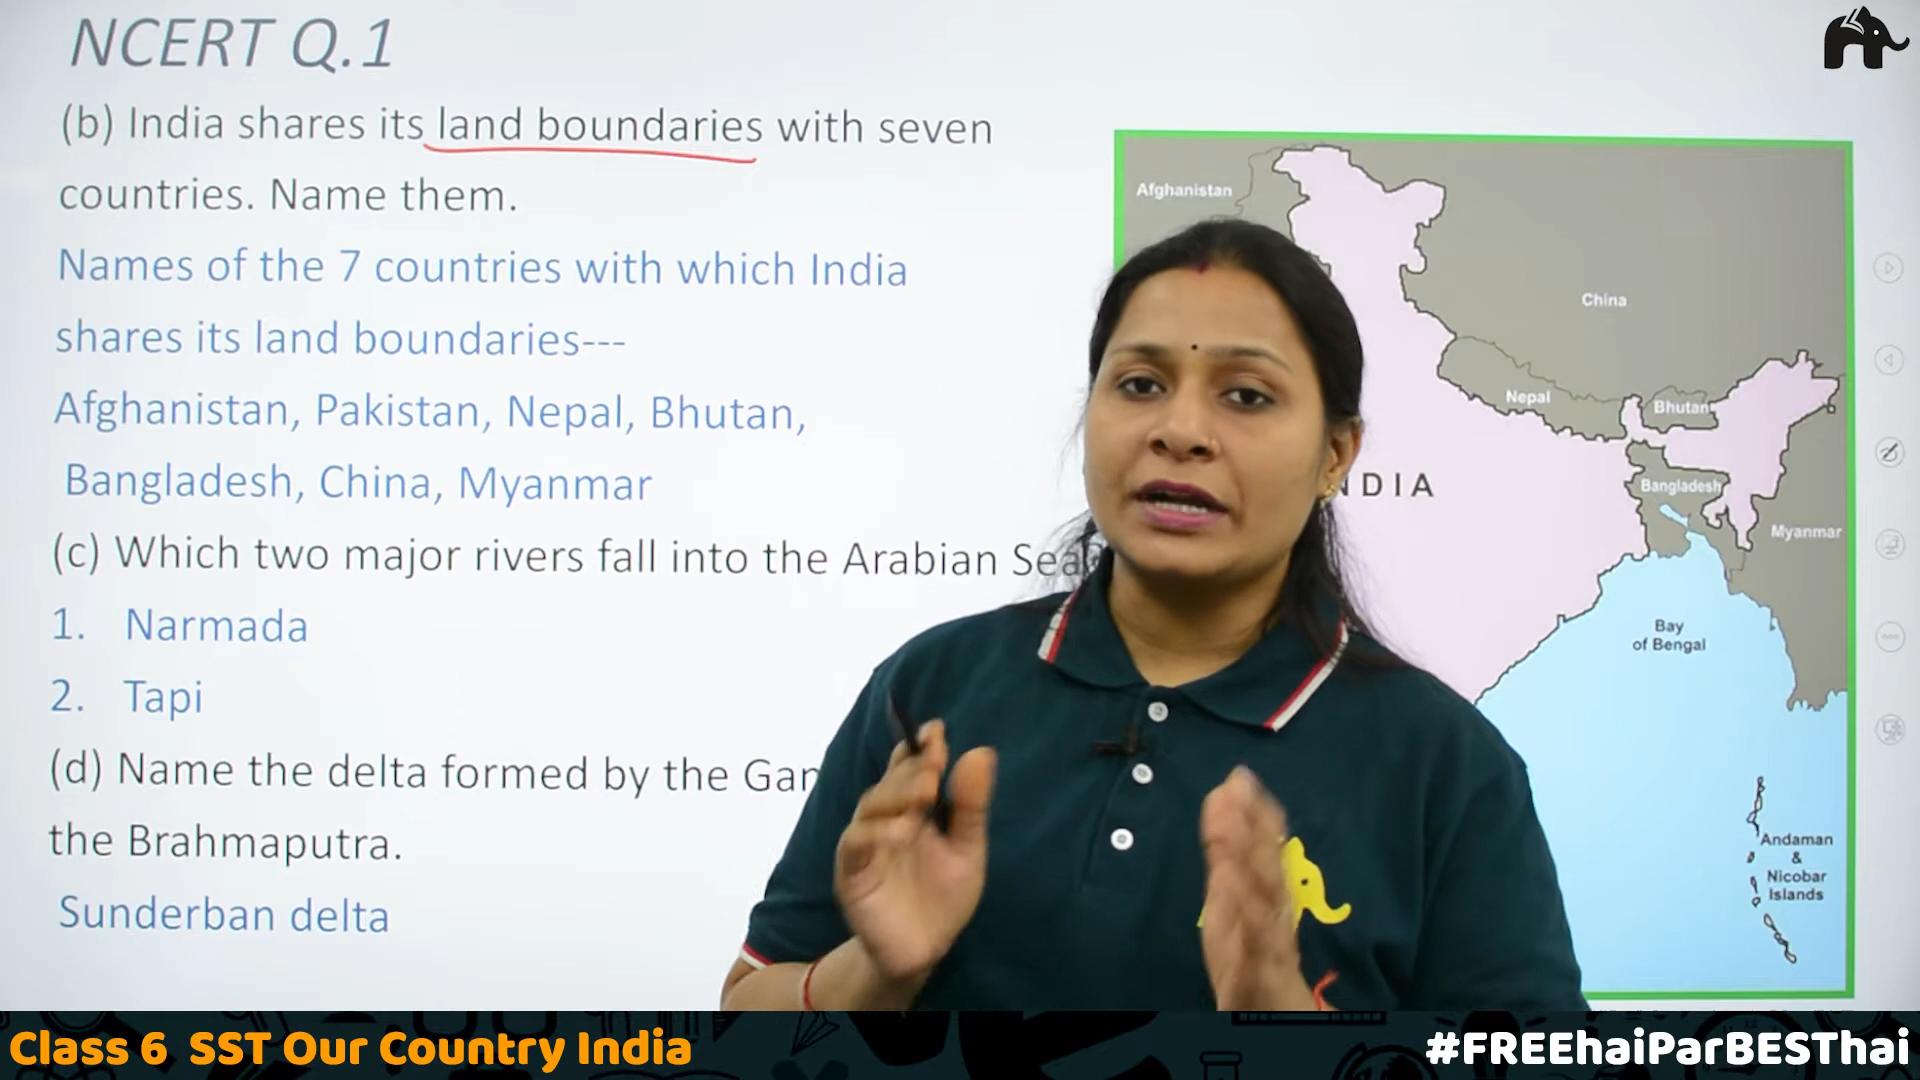 NCERT Q.1
(b) India shares its land boundaries with seven
countries. Name them.
Names of the 7 countries with which India
shares its land boundaries---
Afghanistan, Pakistan, Nepal, Bhutan,
Bangladesh, China, Myanmar
(c) Which two major rivers fall into the Arabian Sea
1. Narmada
2. Tapi
(d) Name the delta formed by the
the Brahmaputra.
Sunderban delta
Afghanistan
China
Nepal
Bhutan
NDIA
Bangladesh
Myanmar
Bay
of Bengal
Andaman
&
Nicobar
Islands
Class 6 SST Our Country India
#FREEhaiParBESThai